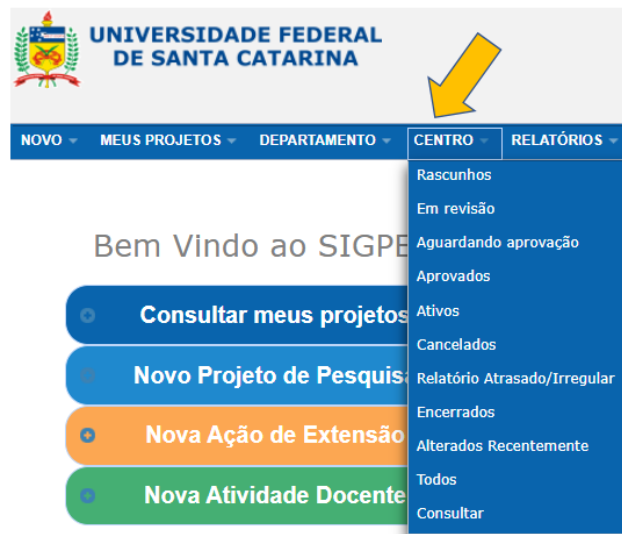 UNIVERSIDADE FEDERAL
DE SANTA CATARINA
NOVO MEUS PROJETOS DEPARTAMENTO CENTRO RELATÓRIOS
Rascunhos
Em revisão
Aguardando aprovação
Aprovados
Ativos
Cancelados
Relatório Atrasado/Irregular
Encerrados
Alterados Recentemente
Todos
Consultar
Bem Vindo ao SIGPE
Consultar meus projetos
Novo Projeto de Pesquisa
Nova Ação de Extensão
Nova Atividade Docente